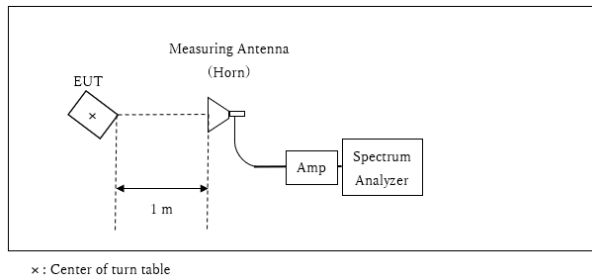 Measuring Antenna
(Horn)
EUT
×
Amp
Spectrum
Analyzer
1 m
× : Center of turn table